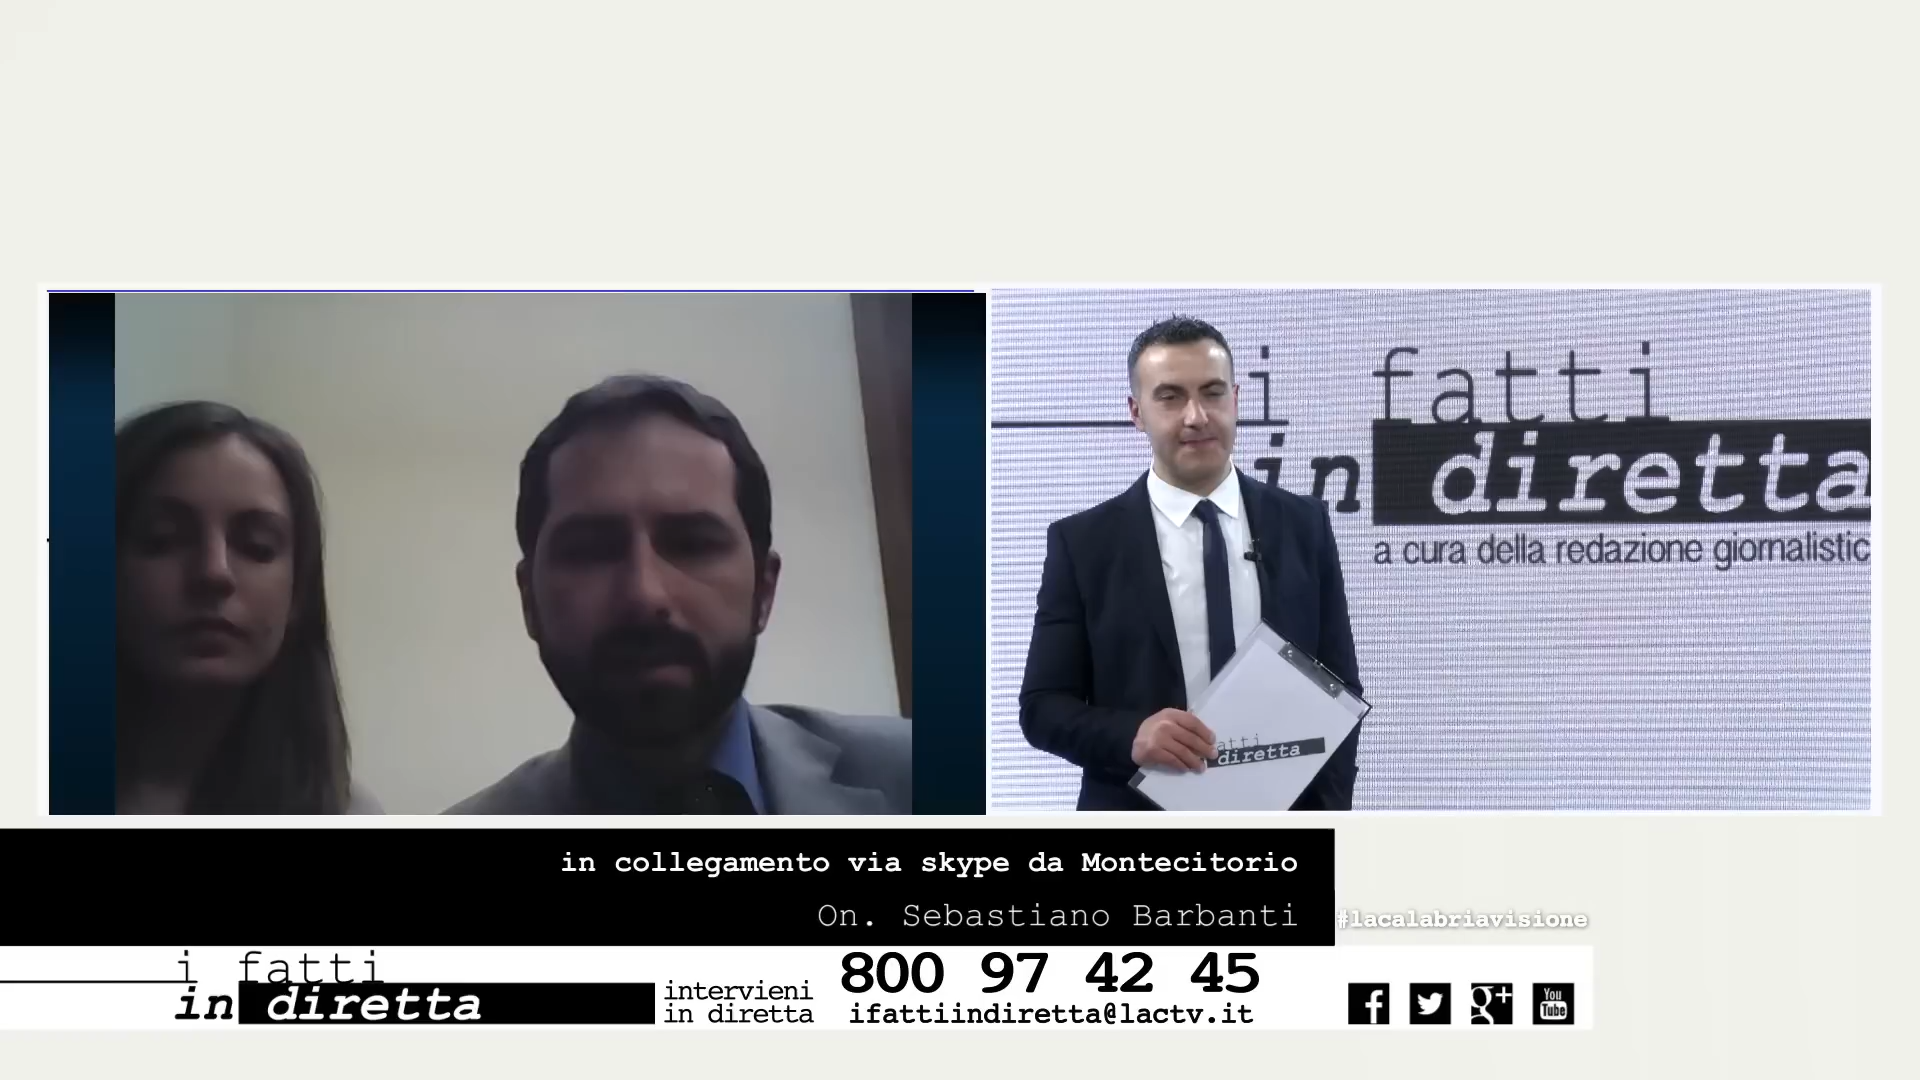 i fatti
in diretta
a cura della redazione giornalistic
diretta
in collegamento via skype da Montecitorio
On. Sebastiano Barbanti
#lacalabriavisione
i fatti
in diretta
intervieni
in diretta
800 97 42 45
ifattiindiretta@lactv.it
f
g+
You
Tube